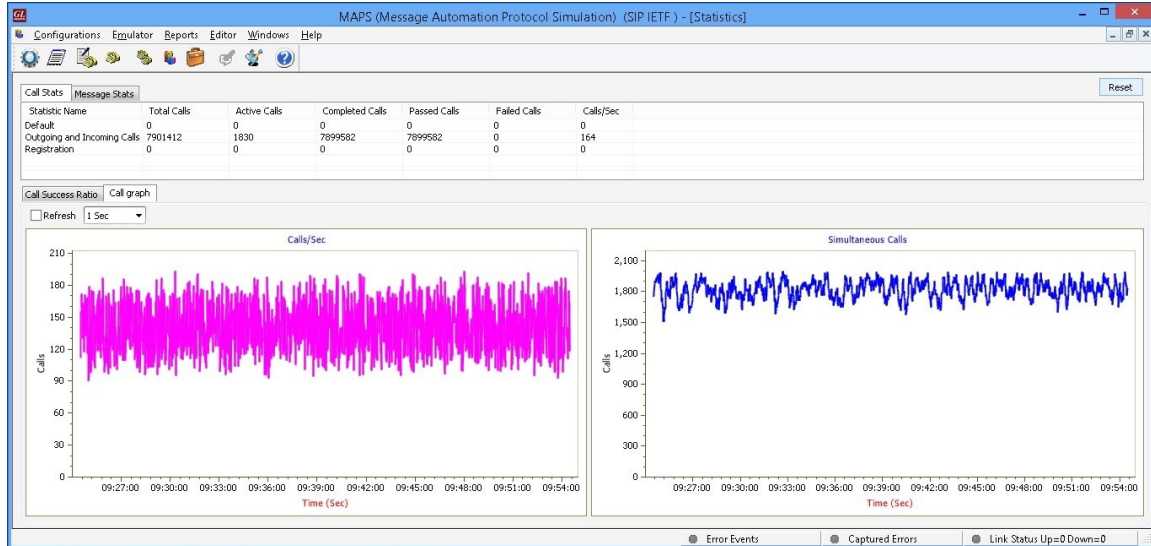 GL
MAPS (Message Automation Protocol Simulation) (SIP IETF ) - [Statistics]
Configurations Emulator Reports Editor Windows Help
Call Stats Message Stats Reset
Statistic Name Total Calls Active Calls Completed Calls Passed Calls Failed Calls Calls/Sec
Default 0 0 0 0 0 0
Outgoing and Incoming Calls 7901412 1830 7899582 7899582 0 164
Registration 0 0 0 0 0 0
Call Success Ratio Call graph
Refresh 1 Sec
Calls/Sec
210
180
150
120
90
60
30
0
Calls
09:27:00 09:30:00 09:33:00 09:36:00 09:39:00 09:42:00 09:45:00 09:48:00 09:51:00 09:54:00
Time (Sec)
Simultaneous Calls
2,100
1,800
1,500
1,200
900
600
300
0
Calls
09:27:00 09:30:00 09:33:00 09:36:00 09:39:00 09:42:00 09:45:00 09:48:00 09:51:00 09:54:00
Time (Sec)
Error Events Captured Errors Link Status Up=0 Down=0